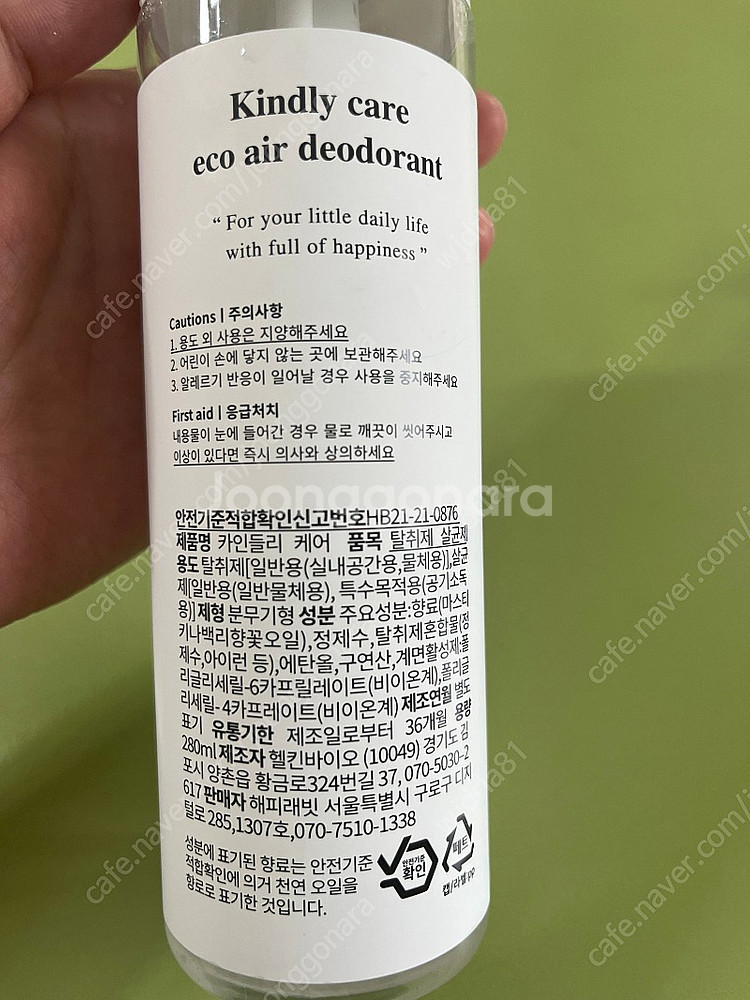 Kindly care
eco air deodorant
“ For your little daily life
with full of happiness ”
Cautions | 주의사항
1. 용도 외 사용은 지양해주세요
2. 어린이 손에 닿지 않는 곳에 보관해주세요
3. 알레르기 반응이 일어날 경우 사용을 중지해주세요
First aid | 응급처치
내용물이 눈에 들어간 경우 물로 깨끗이 씻어주시고
이상이 있다면 즉시 의사와 상의하세요
Joonggonara
안전기준적합확인신고번호HB21-21-0876
제품명 카인들리 케어 품목 탈취제 살균제
용도 탈취제[일반용(실내공간용,물체용)],살균
제[일반용(일반물체용), 특수목적용(공기소독
용)] 제형 분무기형 성분 주요성분:향료(마스티
키나백리향꽃오일),정제수,탈취제혼합물(정
제수,아이런 등),에탄올,구연산,계면활성제:폴
리글리세릴-6카프릴레이트(비이온계),폴리글
리세릴-4카프레이트(비이온계) 제조연월 별도
표기 유통기한 제조일로부터 36개월 용량
280ml 제조자 헬킨바이오 (10049) 경기도 김
포시 양촌읍 황금로324번길 37, 070-5030-2
617 판매자 해피래빗 서울특별시 구로구 디지
털로 285,1307호,070-7510-1338
성분에 표기된 향료는 안전기준
적합확인에 의거 천연 오일을
향료로 표기한 것입니다.
안전기준
확인
페트
캡/라벨 PP
cafe.naver.com/joonggonara
wjdwta81